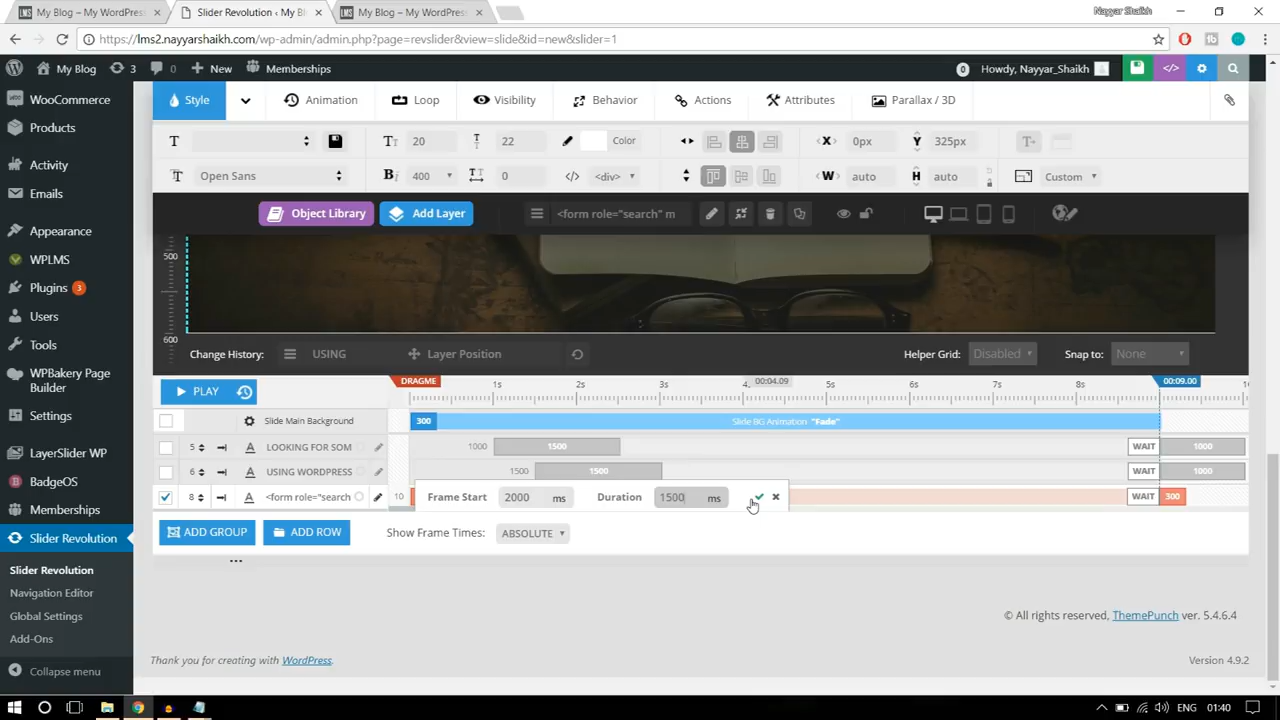 My Blog – My WordPress
Slider Revolution ‹ My B
My Blog – My WordPress
Nayyar Shaikh
https://lms2.nayyarshaikh.com/wp-admin/admin.php?page=revslider&view=slide&id=new&slider=1
My Blog 3 0 + New Memberships 0 Howdy, Nayyar_Shaikh
WooCommerce
Products
Activity
Emails
Appearance
WPLMS
Plugins 3
Users
Tools
WPBakery Page
Builder
Settings
LayerSlider WP
BadgeOS
Memberships
Slider Revolution
Slider Revolution
Navigation Editor
Global Settings
Add-Ons
Collapse menu
Style Animation Loop Visibility Behavior Actions Attributes Parallax / 3D
20 22 Color X 0px Y 325px
Open Sans 400 0 <div> W auto H auto Custom
Object Library Add Layer <form role="search" m
500
600
Change History: USING Layer Position Helper Grid: Disabled Snap to: None
PLAY DRAGME 1s 2s 3s 4s 00:04.09 5s 6s 7s 8s 00:09.00
Slide Main Background 300 Slide BG Animation "Fade"
5 LOOKING FOR SOM 1000 1500 WAIT 1000
6 USING WORDPRESS 1500 1500 WAIT 1000
8 <form role="search 10 Frame Start 2000 ms Duration 1500 ms WAIT 300
ADD GROUP ADD ROW Show Frame Times: ABSOLUTE
© All rights reserved, ThemePunch ver. 5.4.6.4
Thank you for creating with WordPress. Version 4.9.2
ENG 01:40